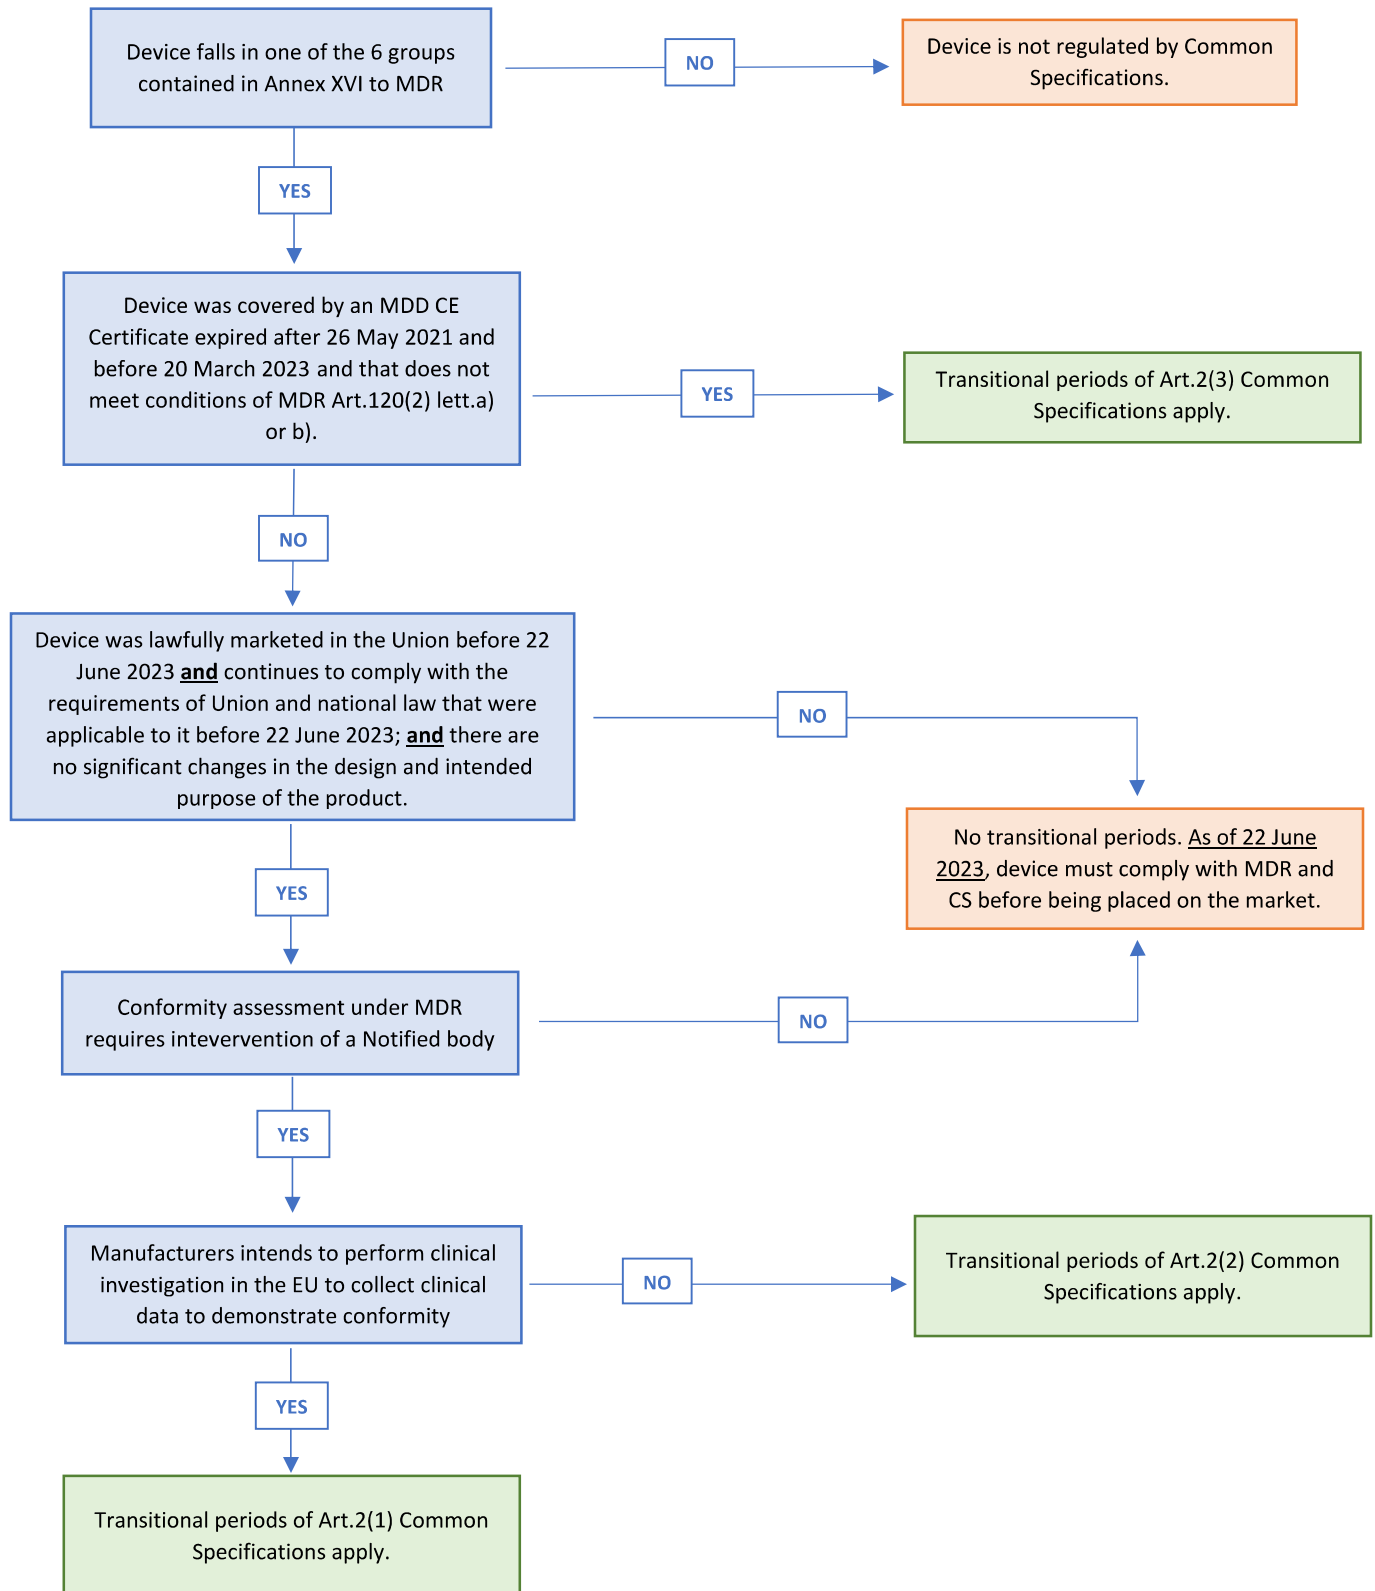 Device falls in one of the 6 groups
contained in Annex XVI to MDR
NO
Device is not regulated by Common
Specifications.
YES
Device was covered by an MDD CE
Certificate expired after 26 May 2021 and
before 20 March 2023 and that does not
meet conditions of MDR Art.120(2) lett.a)
or b).
YES
Transitional periods of Art.2(3) Common
Specifications apply.
NO
Device was lawfully marketed in the Union before 22
June 2023 and continues to comply with the
requirements of Union and national law that were
applicable to it before 22 June 2023; and there are
no significant changes in the design and intended
purpose of the product.
NO
No transitional periods. As of 22 June
2023, device must comply with MDR and
CS before being placed on the market.
YES
Conformity assessment under MDR
requires intevervention of a Notified body
NO
YES
Manufacturers intends to perform clinical
investigation in the EU to collect clinical
data to demonstrate conformity
NO
Transitional periods of Art.2(2) Common
Specifications apply.
YES
Transitional periods of Art.2(1) Common
Specifications apply.